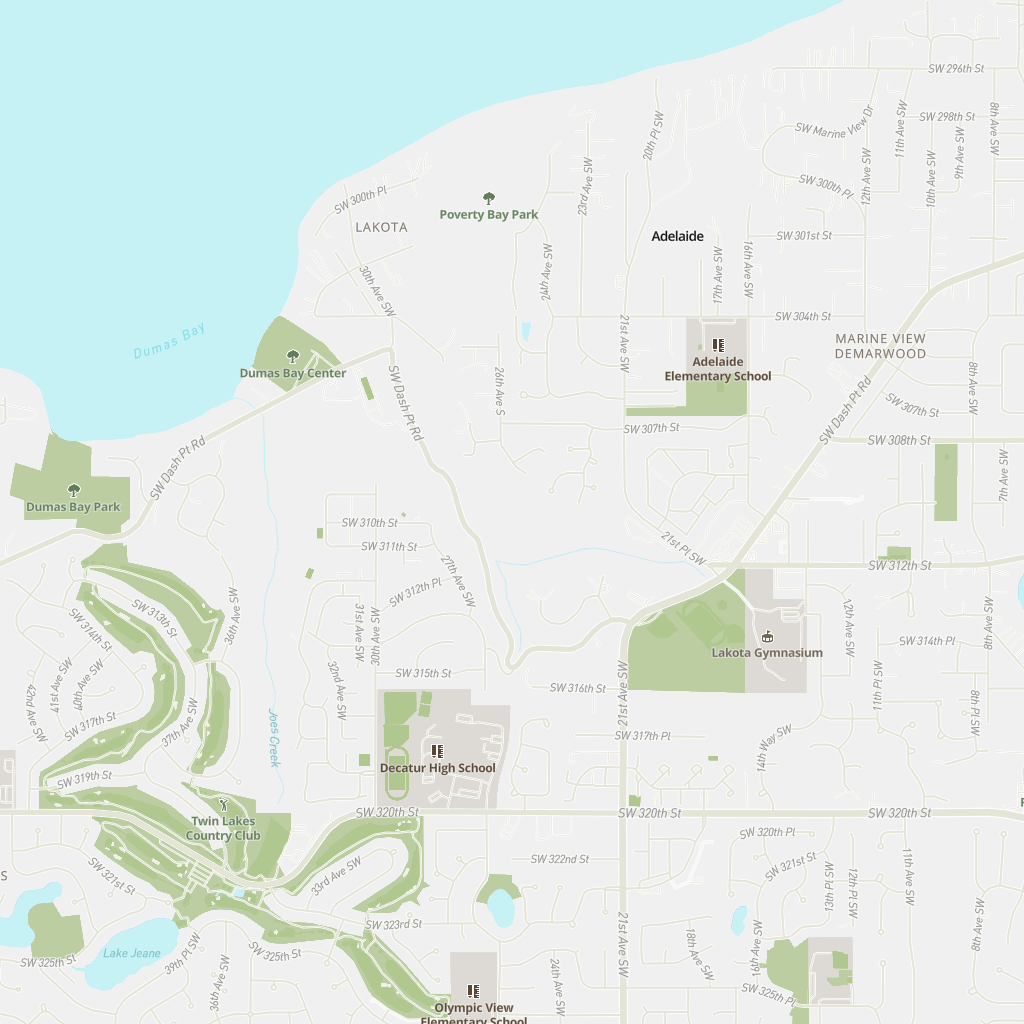 SW 296th St
SW 298th St
SW Marine View Dr
11th Ave SW
8th Ave SW
20th Pl SW
9th Ave SW
10th Ave SW
12th Ave SW
SW 300th Pl
23rd Ave SW
SW 300th Pl
Poverty Bay Park
LAKOTA
Adelaide
SW 301st St
16th Ave SW
17th Ave SW
24th Ave SW
30th Ave SW
SW 304th St
21st Ave SW
Dumas Bay
MARINE VIEW
DEMARWOOD
Adelaide
Elementary School
Dumas Bay Center
26th Ave S
8th Ave SW
SW Dash Pt Rd
SW Dash Pt Rd
SW 307th St
SW 307th St
SW 308th St
SW Dash Pt Rd
7th Ave SW
Dumas Bay Park
SW 310th St
SW 311th St
21st Pl SW
SW 312th St
27th Ave SW
SW 312th Pl
SW 313th St
SW 314th St
36th Ave SW
31st Ave SW
30th Ave SW
12th Ave SW
8th Ave SW
SW 314th Pl
Lakota Gymnasium
SW 315th St
SW 316th St
32nd Ave SW
41st Ave SW
40th Ave SW
42nd Ave SW
21st Ave SW
11th Pl SW
8th Pl SW
SW 317th St
37th Ave SW
Joes Creek
SW 317th Pl
14th Way SW
Decatur High School
SW 319th St
Twin Lakes
Country Club
SW 320th St
SW 320th St
SW 320th St
SW 320th Pl
SW 322nd St
SW 321st St
33rd Ave SW
SW 321st St
13th Pl SW
12th Pl SW
11th Ave SW
8th Ave SW
S
SW 323rd St
21st Ave SW
18th Ave SW
16th Ave SW
Lake Jeane
39th Pl SW
SW 325th St
SW 325th St
36th Ave SW
24th Ave SW
SW 325th Pl
Olympic View
Elementary School